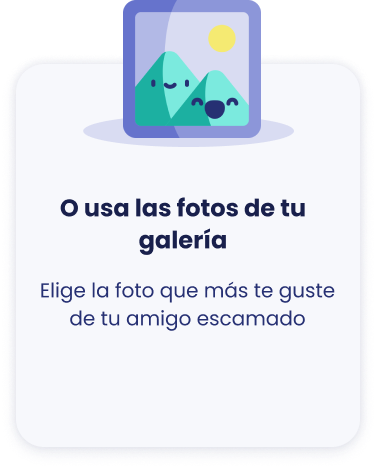 O usa las fotos de tu
galería
Elige la foto que más te guste
de tu amigo escamado